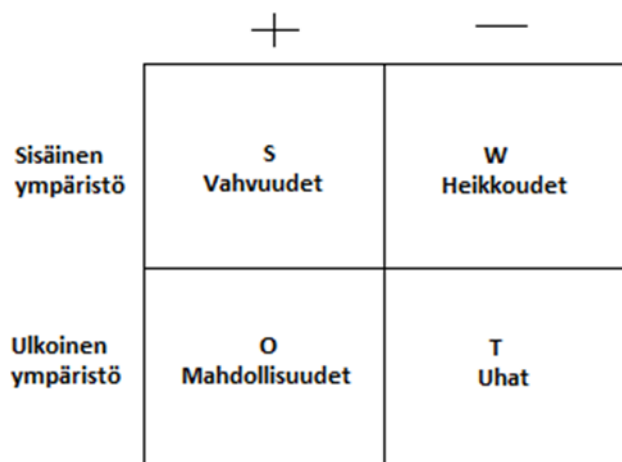 + —
Sisäinen
ympäristö
S
Vahvuudet
W
Heikkoudet
Ulkoinen
ympäristö
O
Mahdollisuudet
T
Uhat